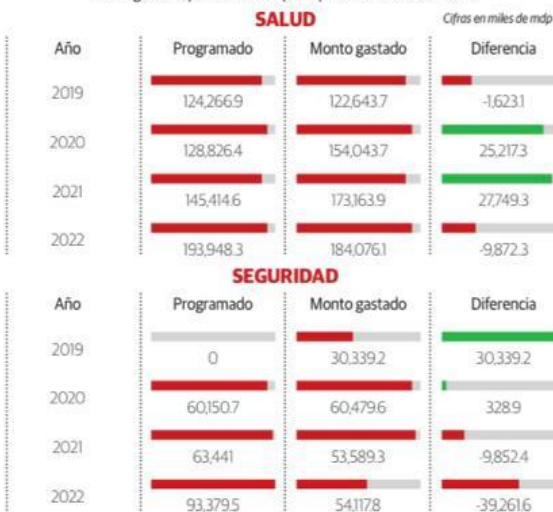 SALUD
Cifras en miles de mdp
Año Programado Monto gastado Diferencia
2019 124,266.9 122,643.7 -1,623.1
2020 128,826.4 154,043.7 25,217.3
2021 145,414.6 173,163.9 27,749.3
2022 193,948.3 184,076.1 -9,872.3
SEGURIDAD
Año Programado Monto gastado Diferencia
2019 0 30,339.2 30,339.2
2020 60,150.7 60,479.6 328.9
2021 63,441 53,589.3 -9,852.4
2022 93,379.5 54,117.8 -39,261.6